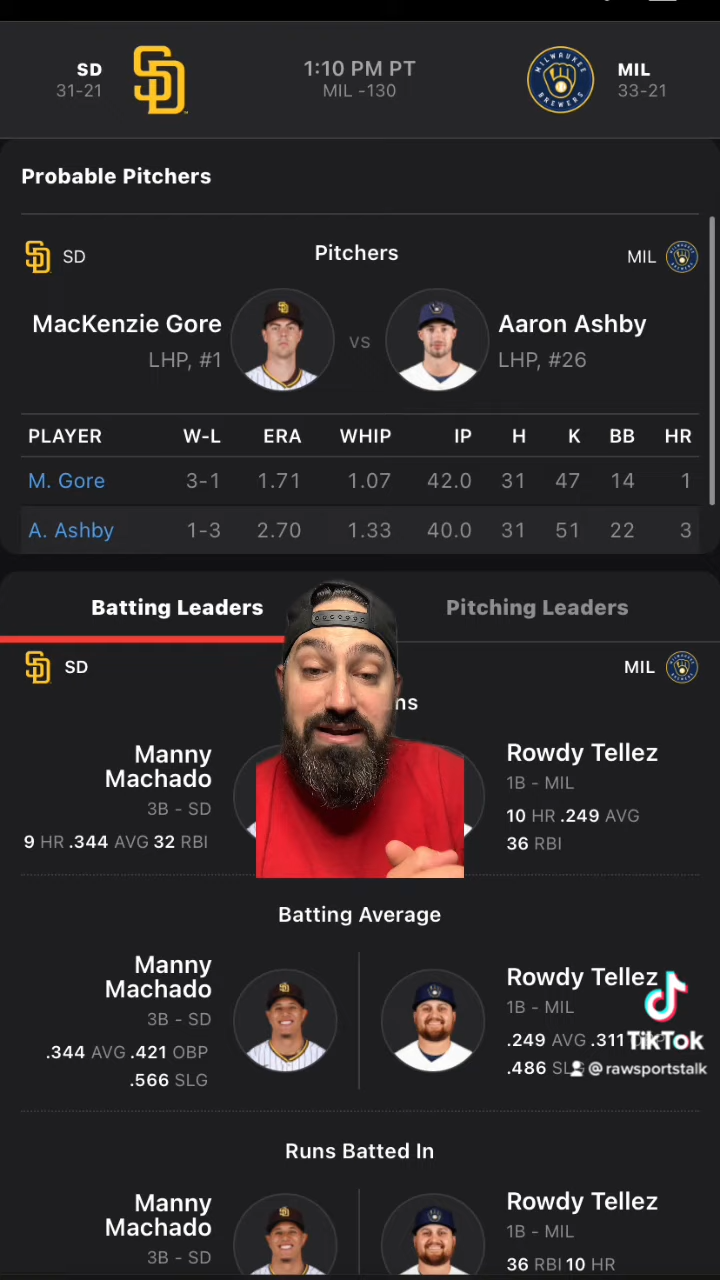 SD
31-21
1:10 PM PT
MIL -130
MIL
33-21
Probable Pitchers
SD
Pitchers
MIL
MacKenzie Gore
LHP, #1
VS
Aaron Ashby
LHP, #26
PLAYER W-L ERA WHIP IP H K BB HR
M. Gore 3-1 1.71 1.07 42.0 31 47 14 1
A. Ashby 1-3 2.70 1.33 40.0 31 51 22 3
Batting Leaders
Pitching Leaders
SD
MIL
ns
Manny
Machado
3B - SD
9 HR .344 AVG 32 RBI
Rowdy Tellez
1B - MIL
10 HR .249 AVG
36 RBI
Batting Average
Manny
Machado
3B - SD
.344 AVG .421 OBP
.566 SLG
Rowdy Tellez
1B - MIL
.249 AVG .311
.486 SL
TikTok
@rawsportstalk
Runs Batted In
Manny
Machado
3B - SD
Rowdy Tellez
1B - MIL
36 RBI 10 HR